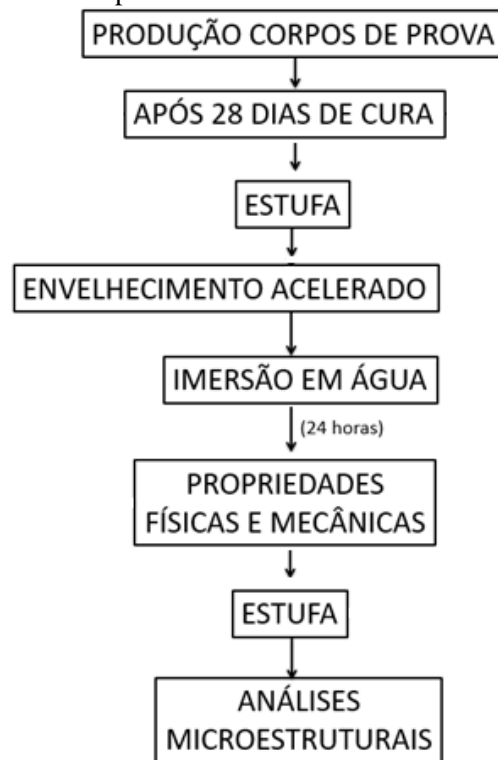 PRODUÇÃO CORPOS DE PROVA
APÓS 28 DIAS DE CURA
ESTUFA
ENVELHECIMENTO ACELERADO
IMERSÃO EM ÁGUA
(24 horas)
PROPRIEDADES
FÍSICAS E MECÂNICAS
ESTUFA
ANÁLISES
MICROESTRUTURAIS